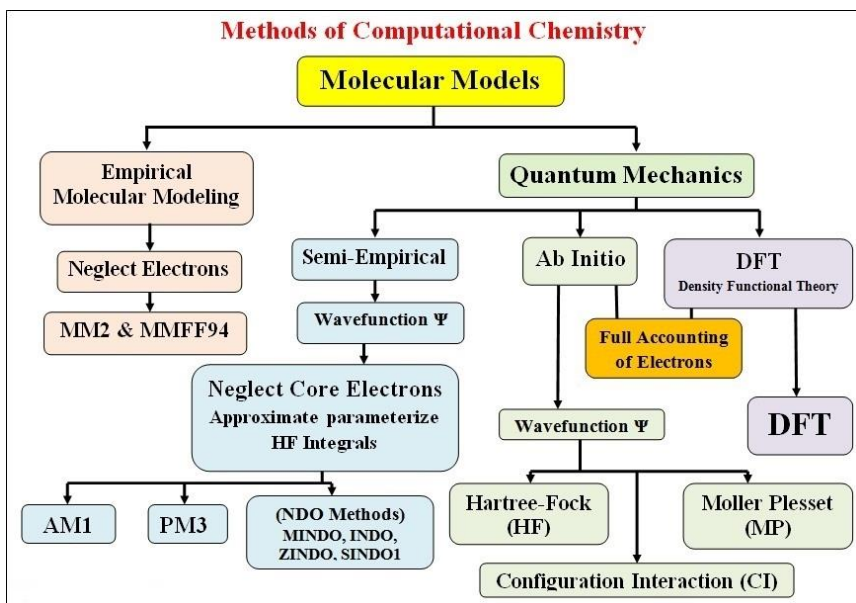 Methods of Computational Chemistry
Molecular Models
Empirical
Molecular Modeling
Quantum Mechanics
Neglect Electrons
Semi-Empirical
Ab Initio
DFT
Density Functional Theory
MM2 & MMFF94
Wavefunction Ψ
Full Accounting
of Electrons
Neglect Core Electrons
Approximate parameterize
HF Integrals
Wavefunction Ψ
DFT
AM1
PM3
(NDO Methods)
MINDO, INDO,
ZINDO, SINDO1
Hartree-Fock
(HF)
Moller Plesset
(MP)
Configuration Interaction (CI)